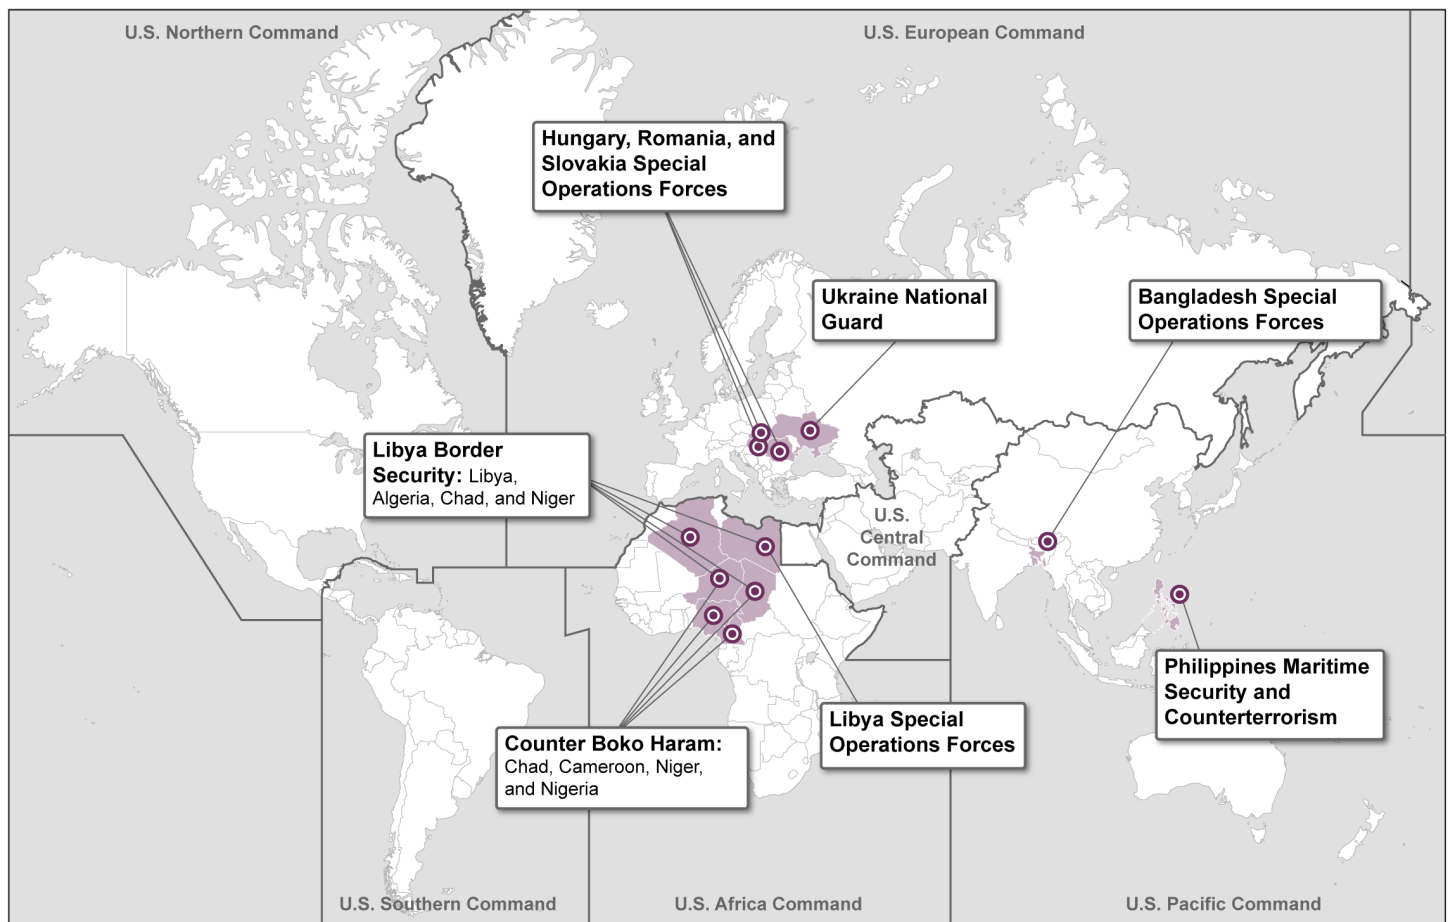 U.S. Northern Command
U.S. European Command
Hungary, Romania, and
Slovakia Special
Operations Forces
Ukraine National
Guard
Bangladesh Special
Operations Forces
Libya Border
Security: Libya,
Algeria, Chad, and Niger
U.S.
Central
Command
Philippines Maritime
Security and
Counterterrorism
Libya Special
Operations Forces
Counter Boko Haram:
Chad, Cameroon, Niger,
and Nigeria
U.S. Southern Command
U.S. Africa Command
U.S. Pacific Command